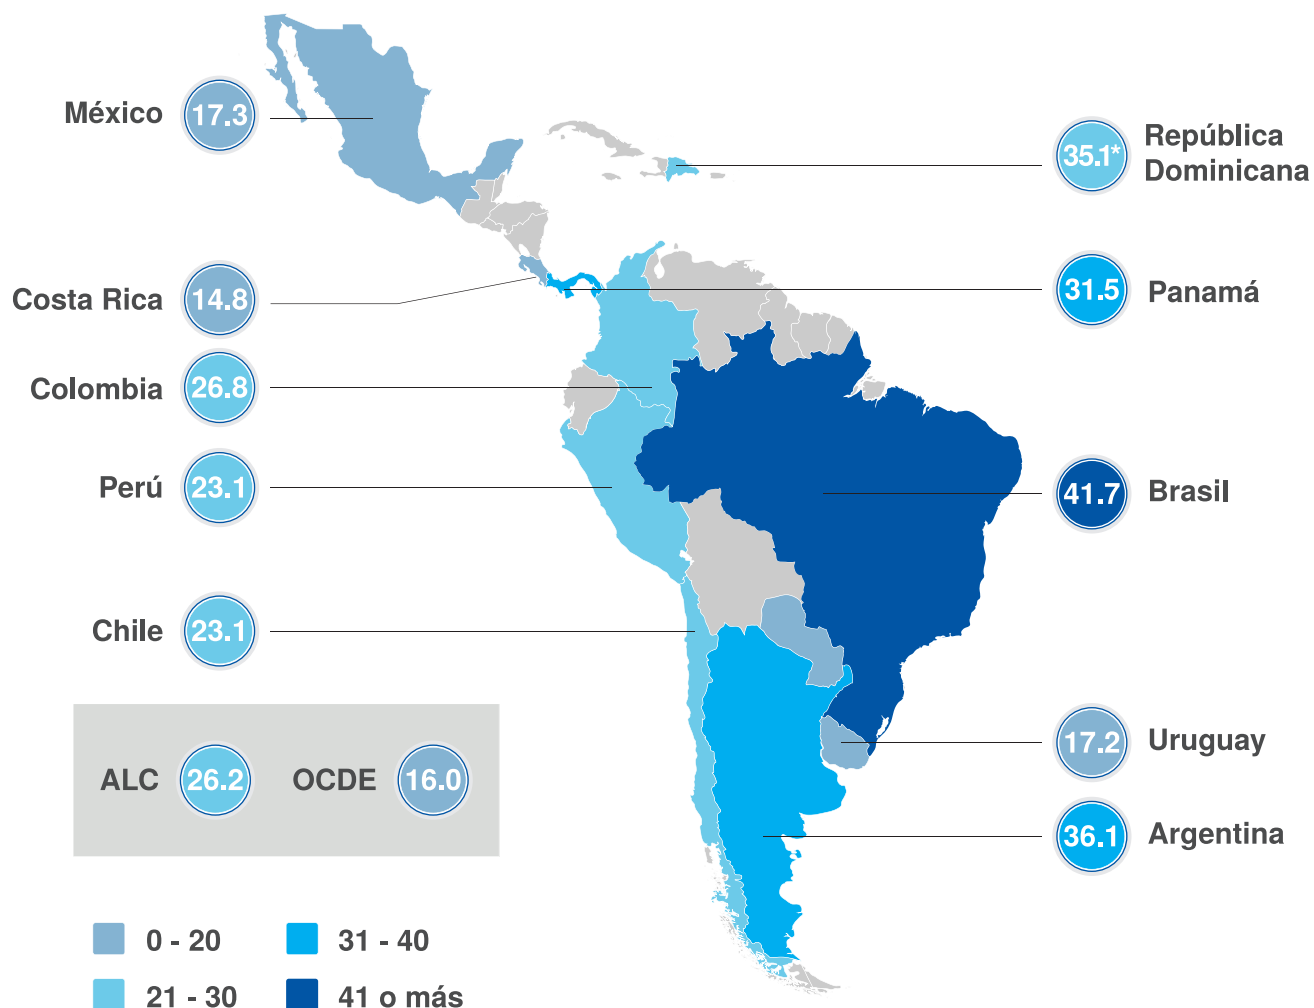 México 17.3
35.1* República
Dominicana
Costa Rica 14.8
31.5 Panamá
Colombia 26.8
Perú 23.1
41.7 Brasil
Chile 23.1
17.2 Uruguay
ALC 26.2 OCDE 16.0
36.1 Argentina
0 - 20
31 - 40
21 - 30
41 o más